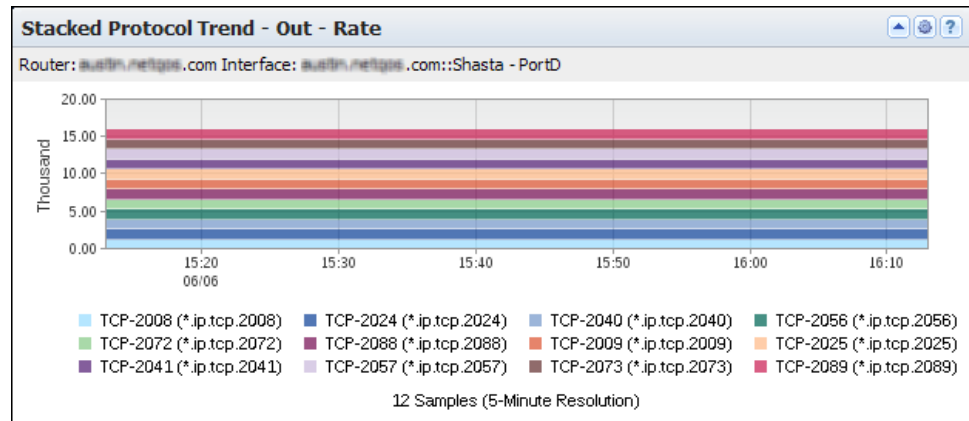 Stacked Protocol Trend - Out - Rate
?
Router: .com Interface: .com::Shasta - PortD
Thousand
20.00
15.00
10.00
5.00
0.00
15:20 15:30 15:40 15:50 16:00 16:10
06/06
TCP-2008 (*.ip.tcp.2008) TCP-2024 (*.ip.tcp.2024) TCP-2040 (*.ip.tcp.2040) TCP-2056 (*.ip.tcp.2056)
TCP-2072 (*.ip.tcp.2072) TCP-2088 (*.ip.tcp.2088) TCP-2009 (*.ip.tcp.2009) TCP-2025 (*.ip.tcp.2025)
TCP-2041 (*.ip.tcp.2041) TCP-2057 (*.ip.tcp.2057) TCP-2073 (*.ip.tcp.2073) TCP-2089 (*.ip.tcp.2089)
12 Samples (5-Minute Resolution)